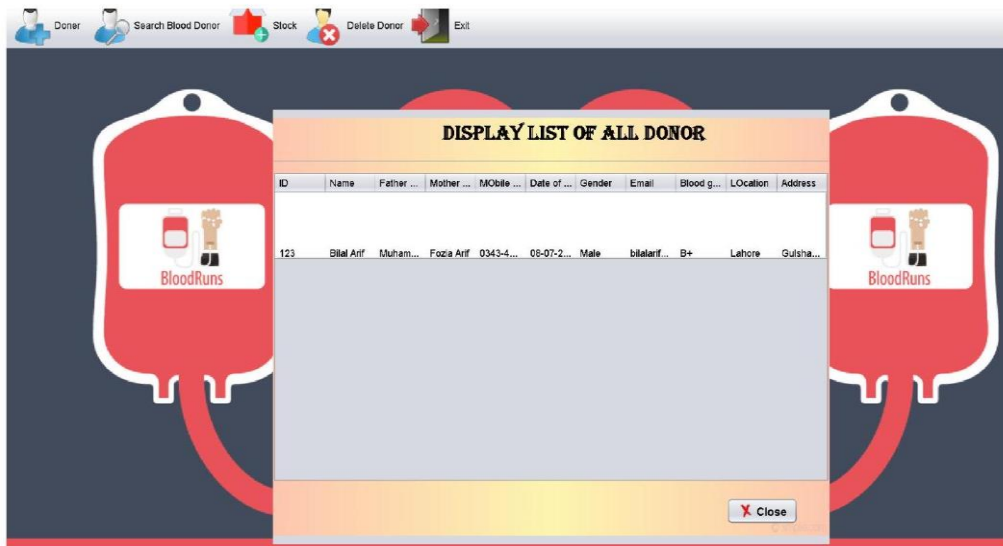 Doner Search Blood Donor Stock Delete Donor Exit
DISPLAY LIST OF ALL DONOR
ID Name Father ... Mother ... MObile ... Date of ... Gender Email Blood g... LOcation Address
123 Bilal Arif Muham... Fozia Arif 0343-4... 08-07-2... Male bilalarif... B+ Lahore Gulsha...
BloodRuns BloodRuns
Close